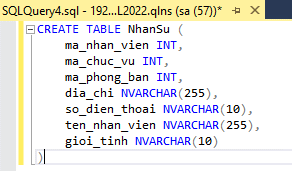 SQLQuery4.sql - 192...L2022.qlns (sa (57))*
CREATE TABLE NhanSu (
    ma_nhan_vien INT,
    ma_chuc_vu INT,
    ma_phong_ban INT,
    dia_chi NVARCHAR(255),
    so_dien_thoai NVARCHAR(10),
    ten_nhan_vien NVARCHAR(255),
    gioi_tinh NVARCHAR(10)
)